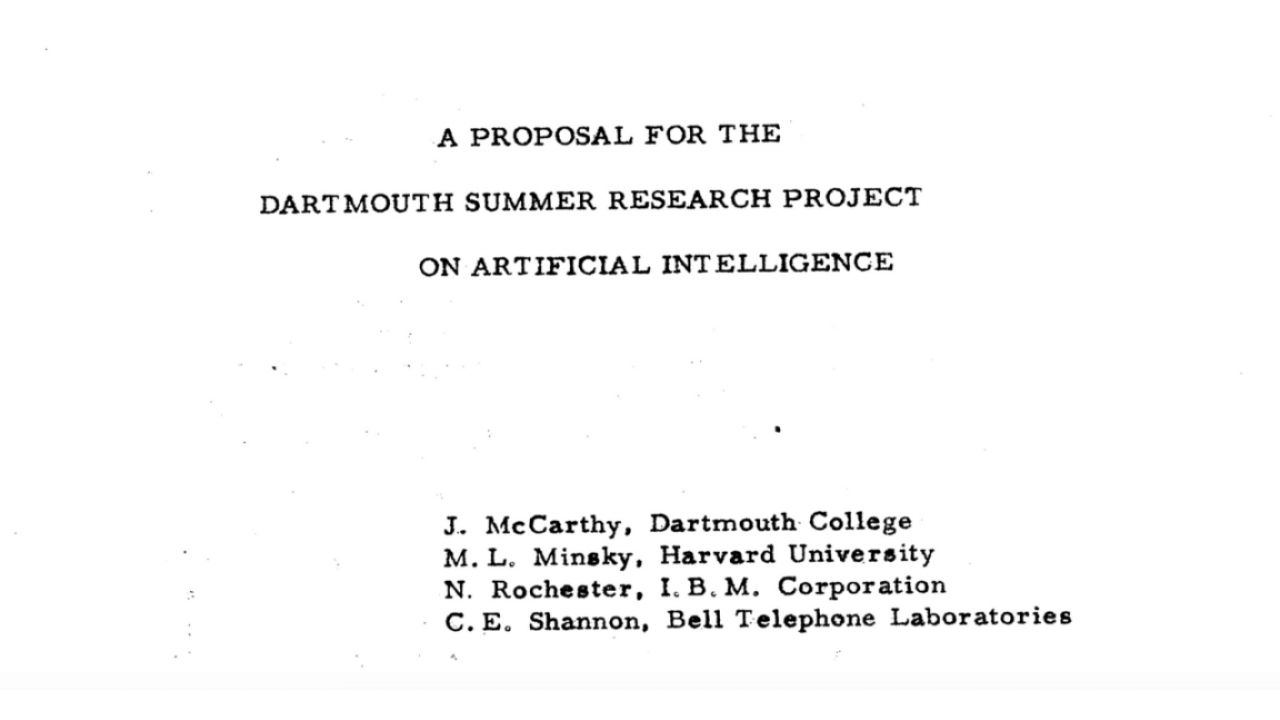 A PROPOSAL FOR THE
DARTMOUTH SUMMER RESEARCH PROJECT
ON ARTIFICIAL INTELLIGENCE
J. McCarthy, Dartmouth College
M. L. Minsky, Harvard University
N. Rochester, I. B. M. Corporation
C. E. Shannon, Bell Telephone Laboratories